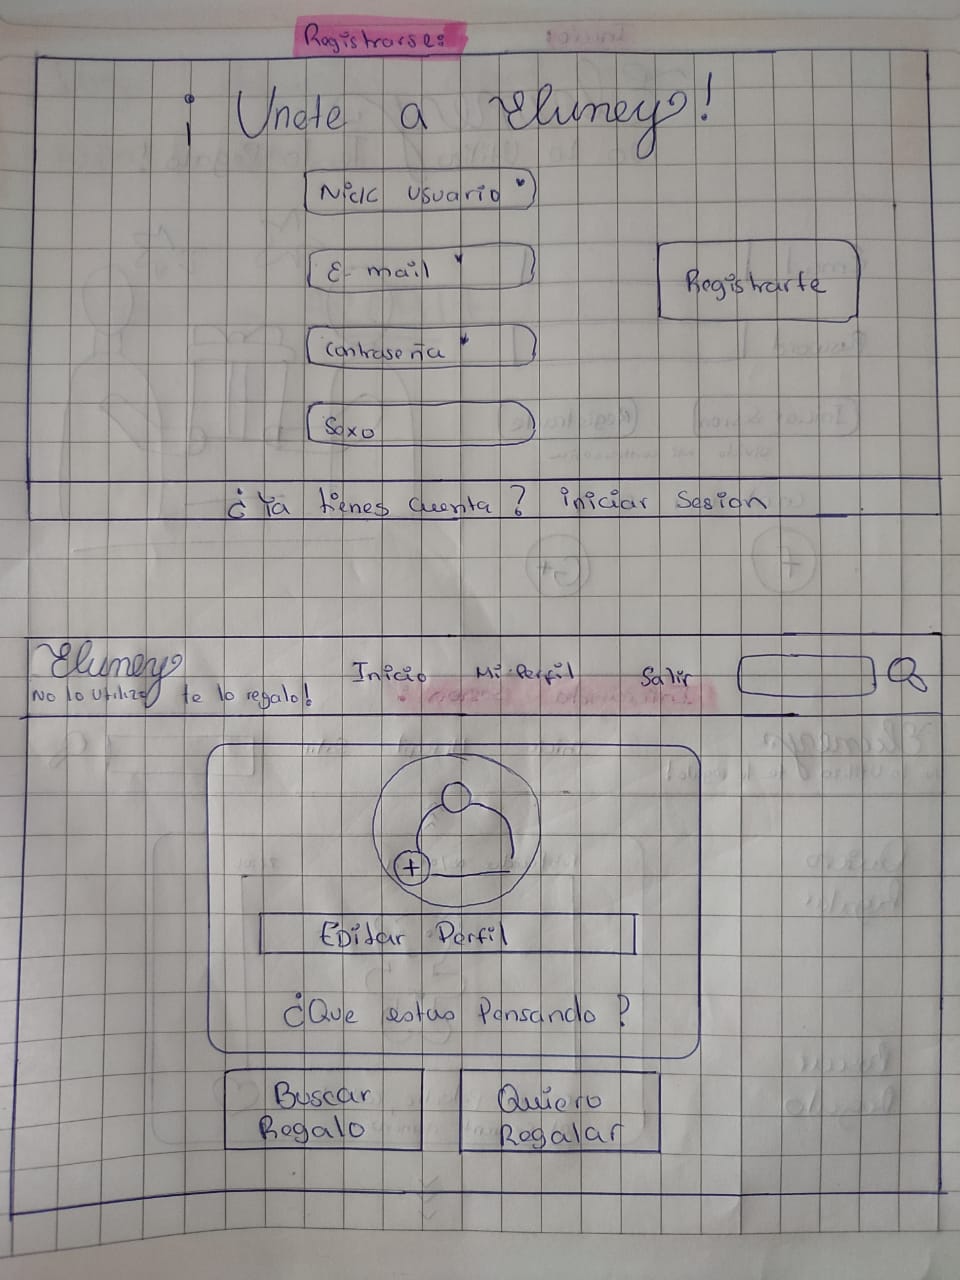 Registrarse:
¡ Unete a Eluney!
Nick usuario *
E-mail *
Contraseña *
Registrarte
Sexo
¿Ya tienes cuenta? iniciar Sesion
Eluney
No lo utilizo te lo regalo!
Inicio Mi Perfil Salir
+
Editar Perfil
¿Que estas Pensando?
Buscar
Regalo
Quiero
Regalar